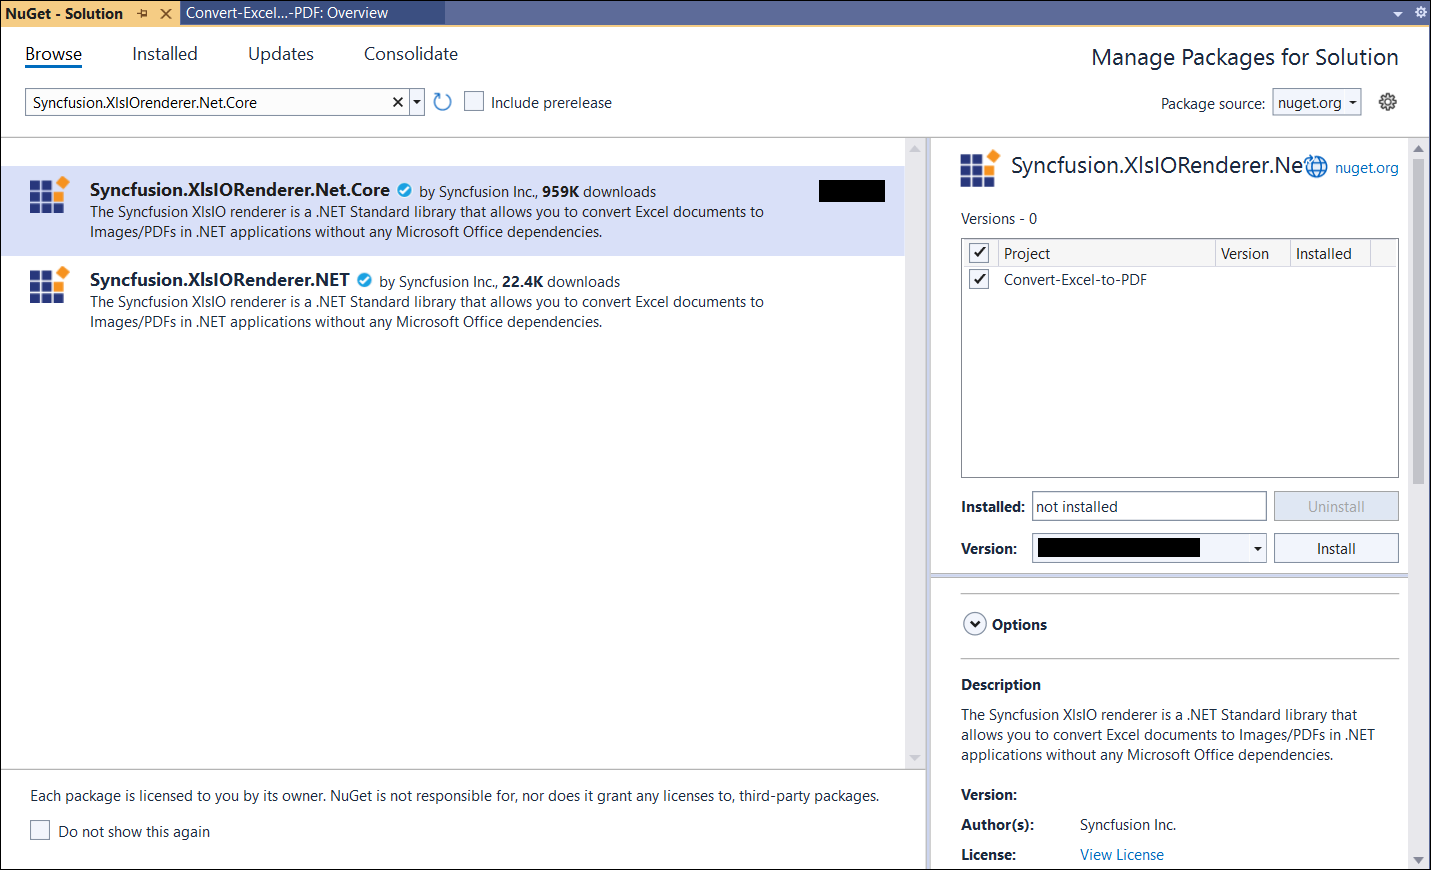 NuGet - Solution
Convert-Excel...-PDF: Overview
Browse
Installed
Updates
Consolidate
Manage Packages for Solution
Syncfusion.XlsIOrenderer.Net.Core
Include prerelease
Package source: nuget.org
Syncfusion.XlsIORenderer.Net.Core by Syncfusion Inc., 959K downloads
The Syncfusion XlsIO renderer is a .NET Standard library that allows you to convert Excel documents to
Images/PDFs in .NET applications without any Microsoft Office dependencies.
Syncfusion.XlsIORenderer.NET by Syncfusion Inc., 22.4K downloads
The Syncfusion XlsIO renderer is a .NET Standard library that allows you to convert Excel documents to
Images/PDFs in .NET applications without any Microsoft Office dependencies.
Each package is licensed to you by its owner. NuGet is not responsible for, nor does it grant any licenses to, third-party packages.
Do not show this again
Syncfusion.XlsIORenderer.Ne nuget.org
Versions - 0
Project Version Installed
Convert-Excel-to-PDF
Installed: not installed Uninstall
Version: Install
Options
Description
The Syncfusion XlsIO renderer is a .NET Standard library that
allows you to convert Excel documents to Images/PDFs in .NET
applications without any Microsoft Office dependencies.
Version:
Author(s): Syncfusion Inc.
License: View License